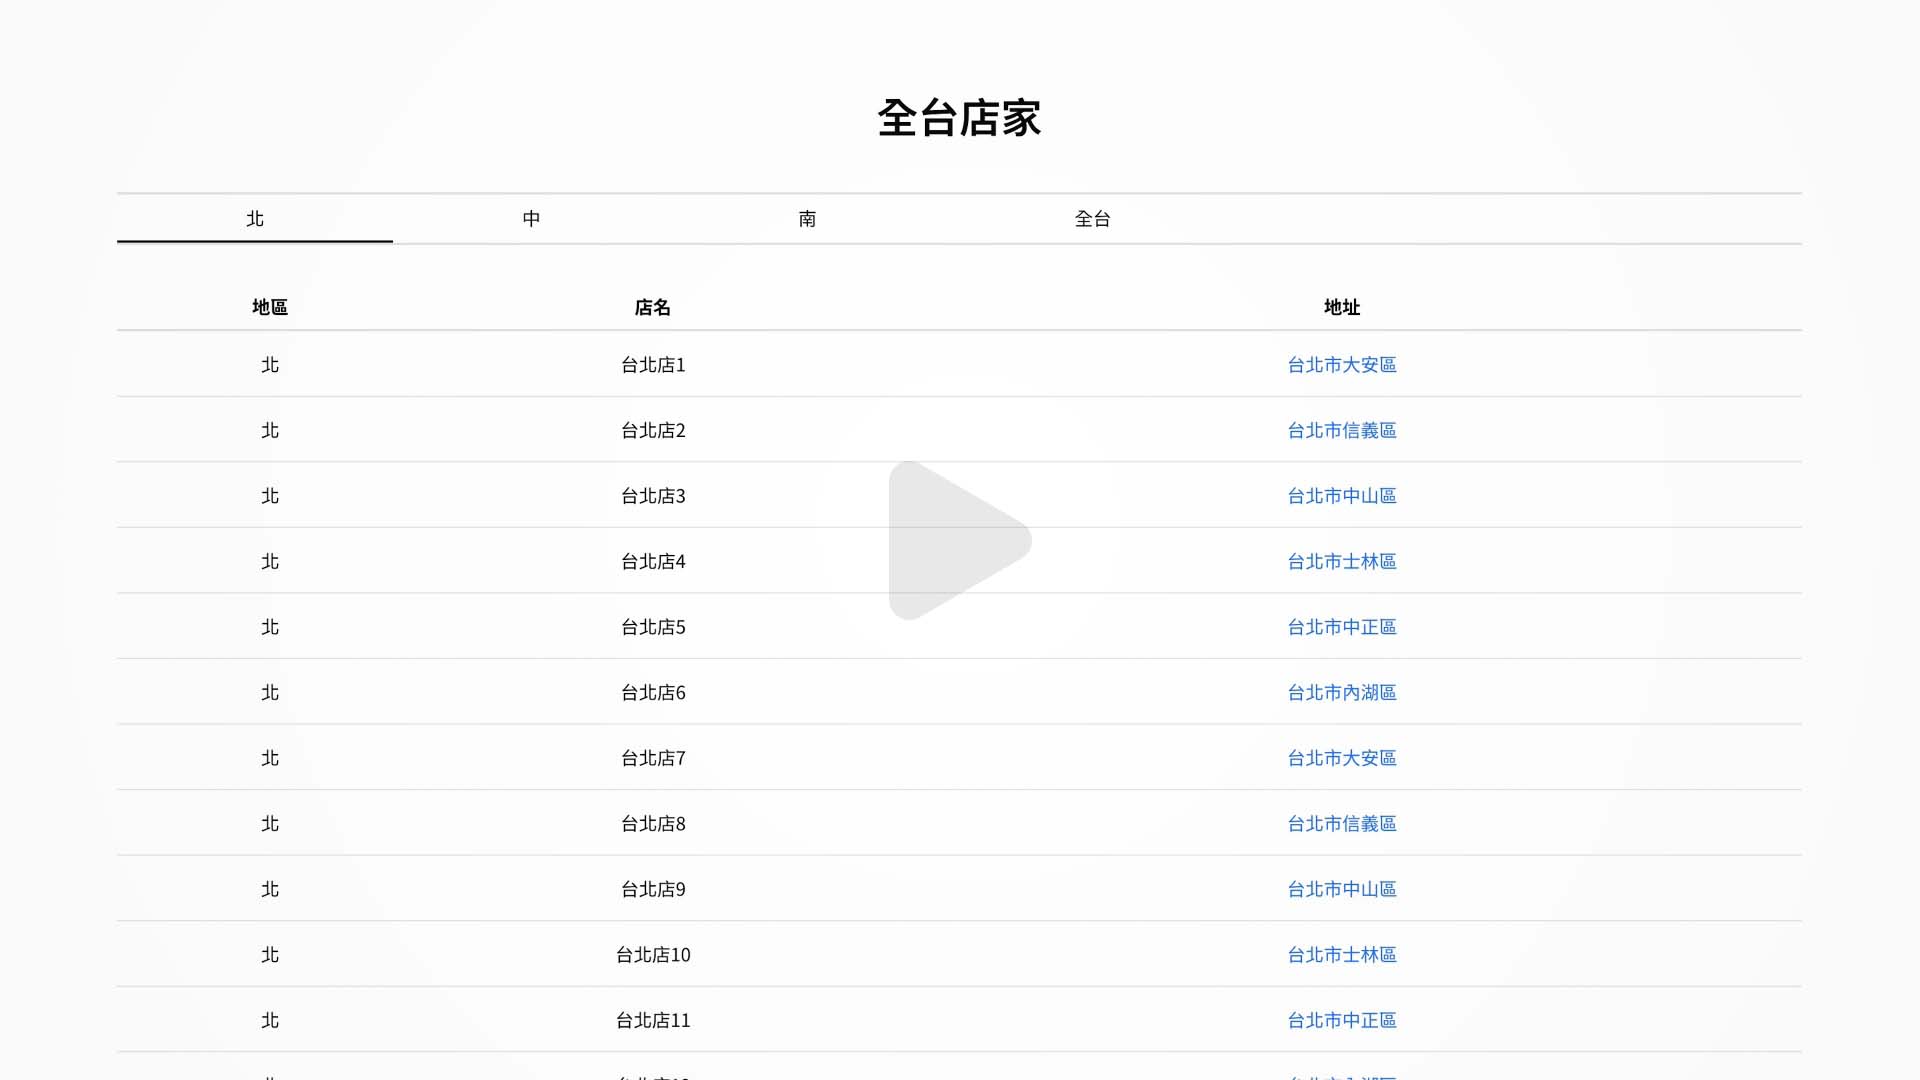 全台店家
北 中 南 全台
地區 店名 地址
北 台北店1 台北市大安區
北 台北店2 台北市信義區
北 台北店3 台北市中山區
北 台北店4 台北市士林區
北 台北店5 台北市中正區
北 台北店6 台北市內湖區
北 台北店7 台北市大安區
北 台北店8 台北市信義區
北 台北店9 台北市中山區
北 台北店10 台北市士林區
北 台北店11 台北市中正區